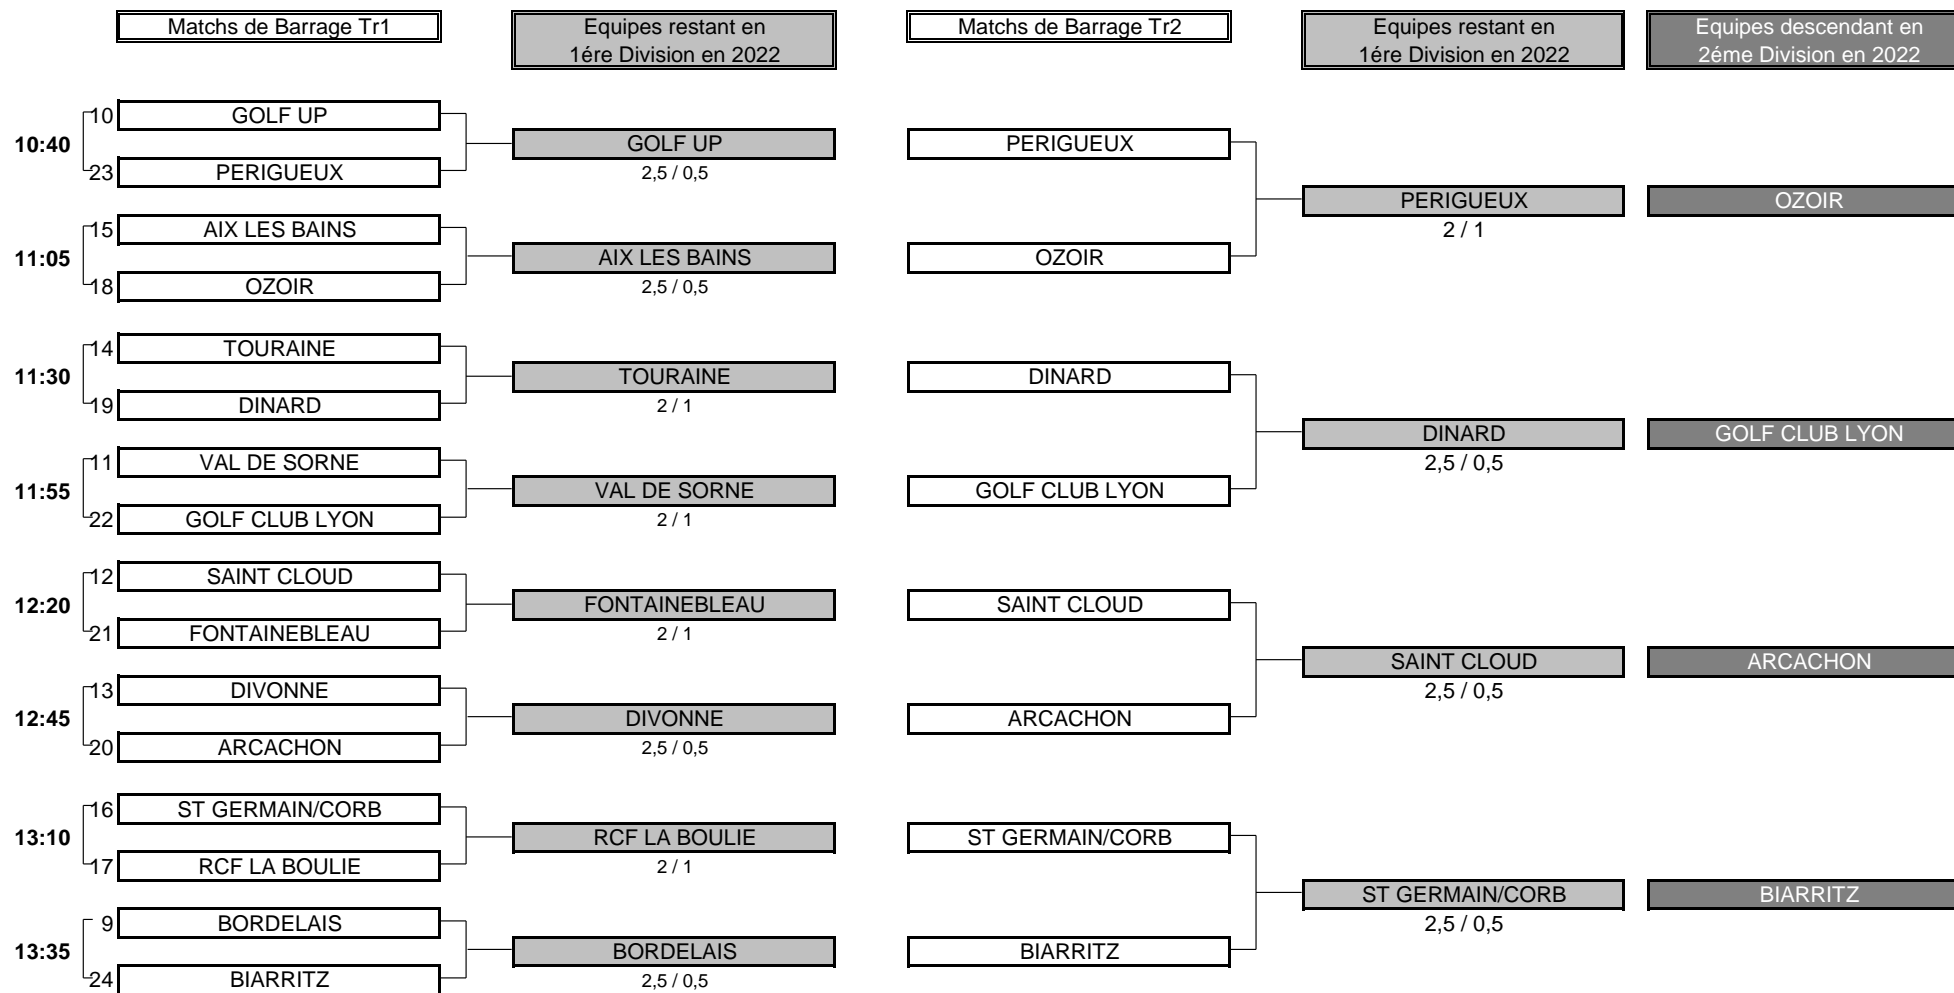 Matchs de Barrage Tr1
Equipes restant en
1ére Division en 2022
Matchs de Barrage Tr2
Equipes restant en
1ére Division en 2022
Equipes descendant en
2éme Division en 2022
10 GOLF UP
10:40
GOLF UP
PERIGUEUX
23 PERIGUEUX
2,5 / 0,5
PERIGUEUX
OZOIR
15 AIX LES BAINS
2 / 1
11:05
AIX LES BAINS
OZOIR
18 OZOIR
2,5 / 0,5
14 TOURAINE
11:30
TOURAINE
DINARD
19 DINARD
2 / 1
DINARD
GOLF CLUB LYON
11 VAL DE SORNE
2,5 / 0,5
11:55
VAL DE SORNE
GOLF CLUB LYON
22 GOLF CLUB LYON
2 / 1
12 SAINT CLOUD
12:20
FONTAINEBLEAU
SAINT CLOUD
21 FONTAINEBLEAU
2 / 1
SAINT CLOUD
ARCACHON
13 DIVONNE
2,5 / 0,5
12:45
DIVONNE
ARCACHON
20 ARCACHON
2,5 / 0,5
16 ST GERMAIN/CORB
13:10
RCF LA BOULIE
ST GERMAIN/CORB
17 RCF LA BOULIE
2 / 1
ST GERMAIN/CORB
BIARRITZ
9 BORDELAIS
2,5 / 0,5
13:35
BORDELAIS
BIARRITZ
24 BIARRITZ
2,5 / 0,5